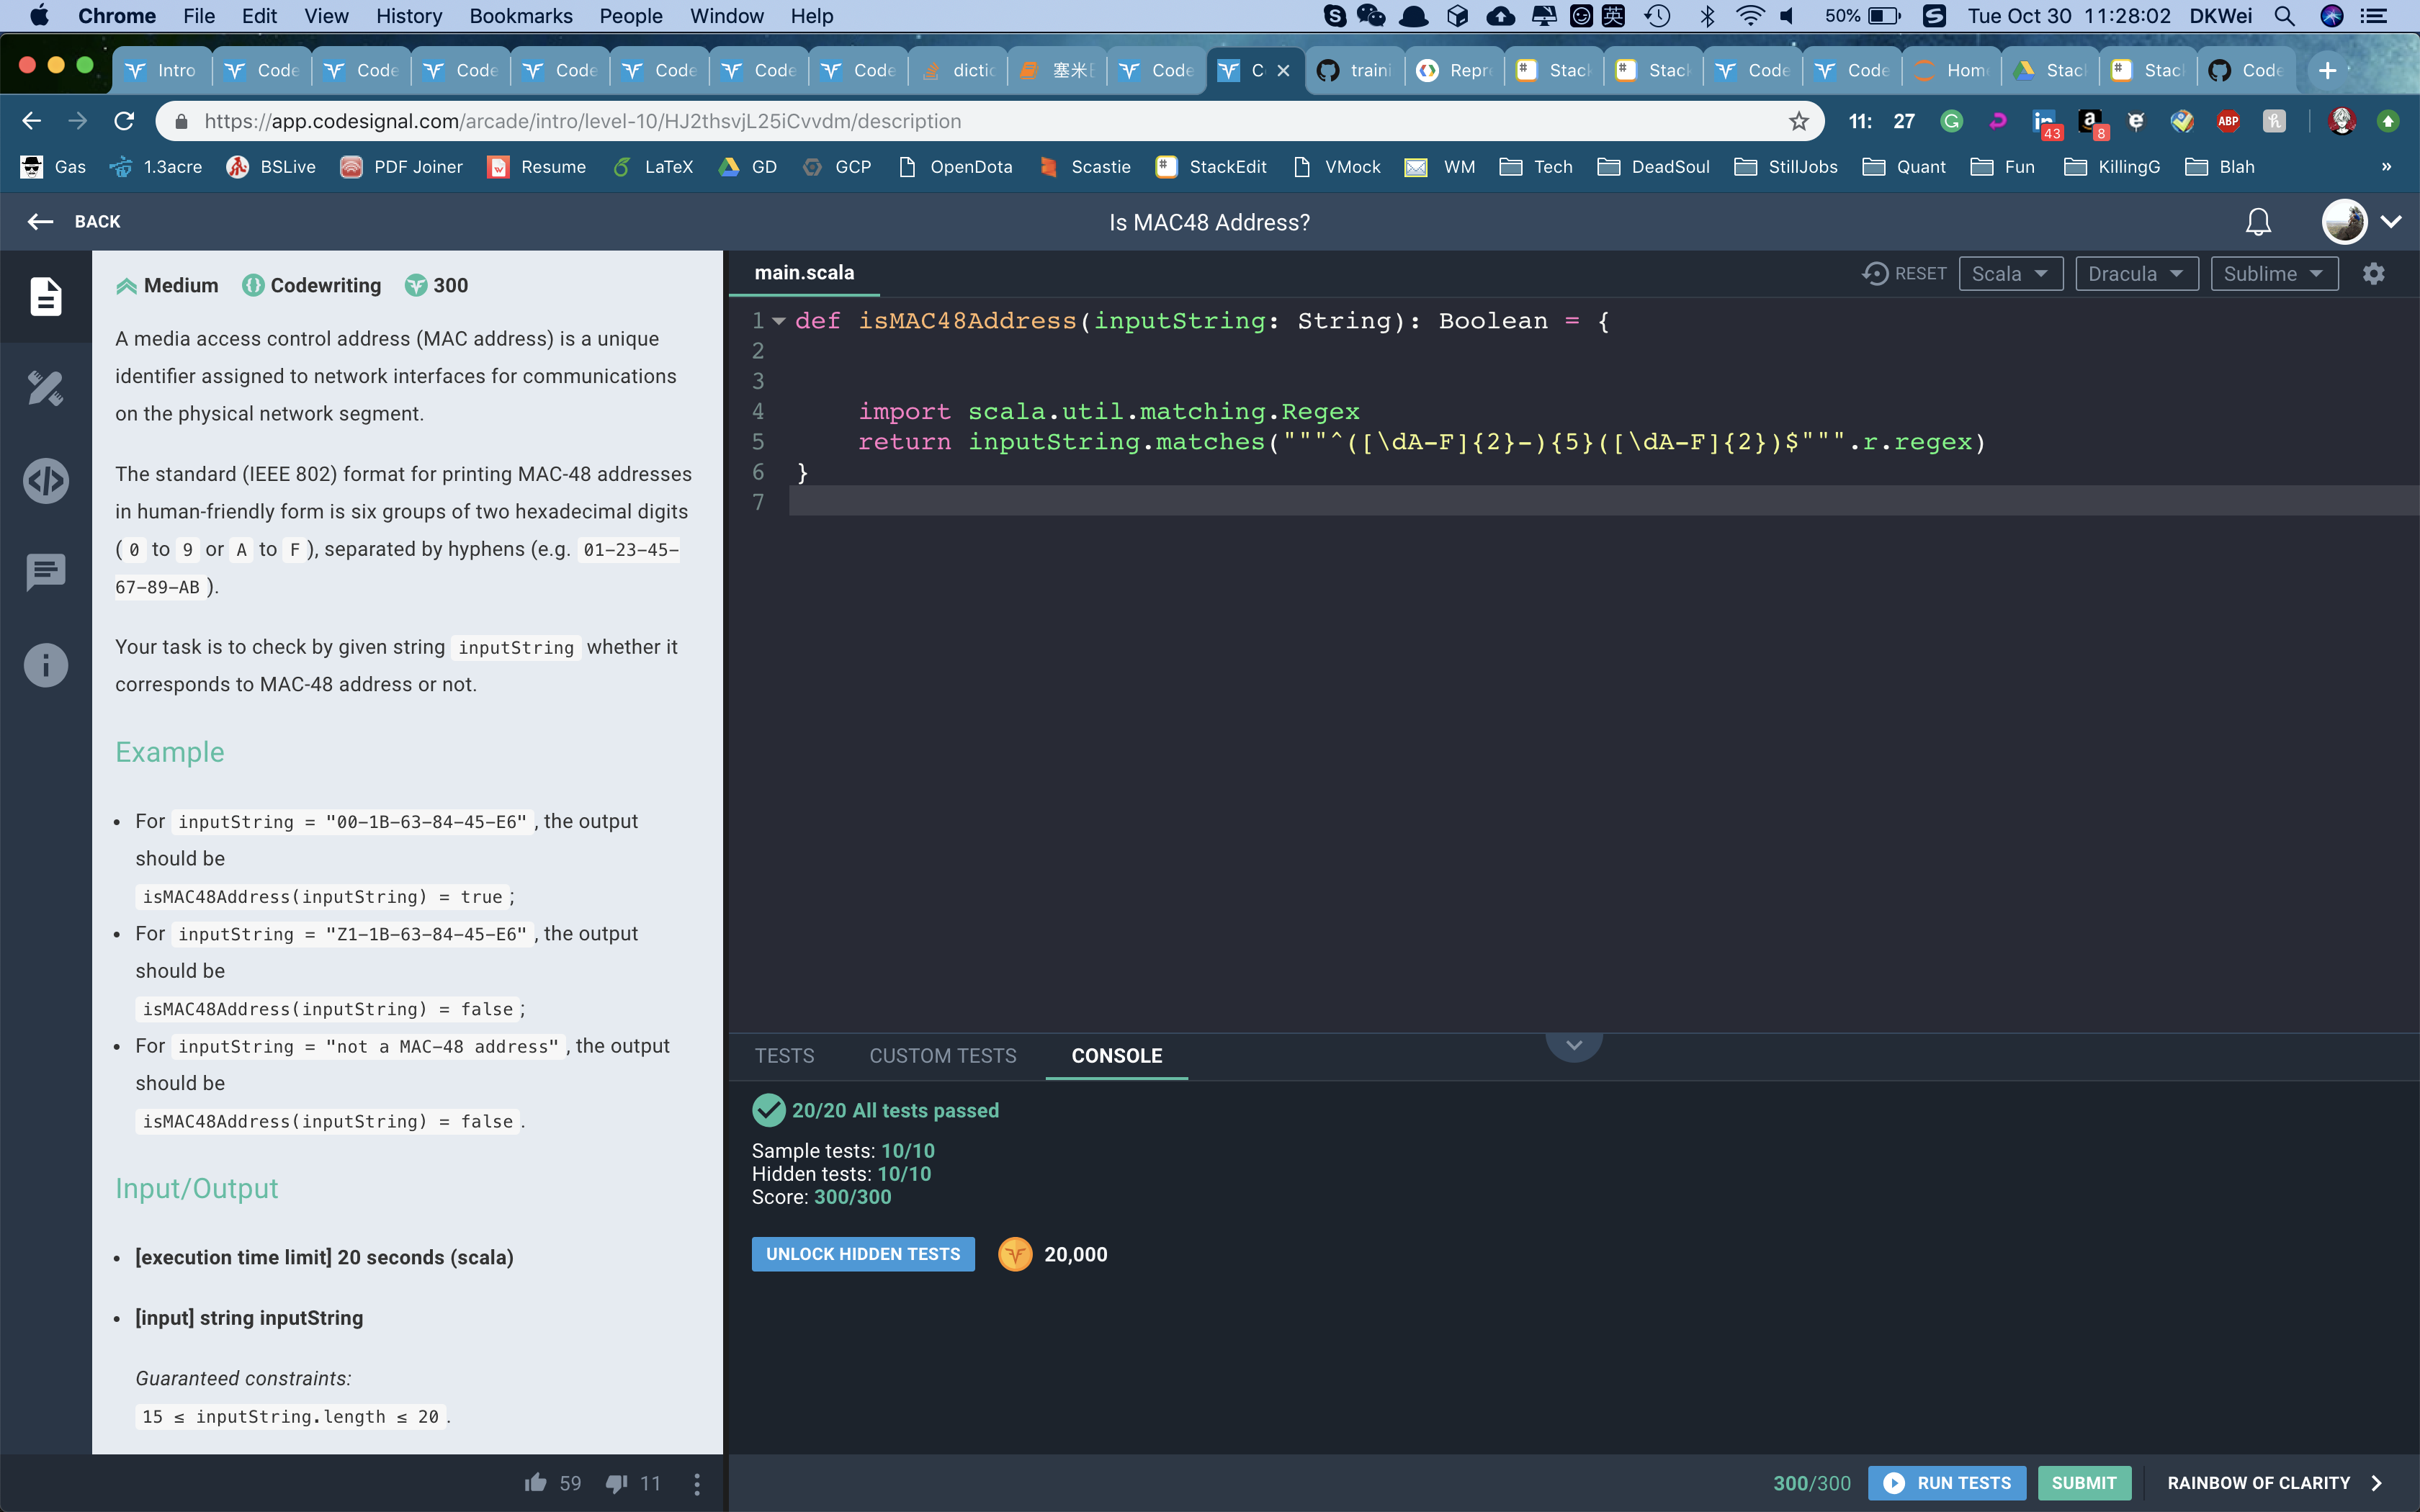 Chrome File Edit View History Bookmarks People Window Help 英 50% Tue Oct 30 11:28:02 DKWei
Intro Code Code Code Code Code Code Code dictic 塞米 Code C traini Repr Stack Stack Code Code Home Stac Stac Code
https://app.codesignal.com/arcade/intro/level-10/HJ2thsvjL25iCvvdm/description 11: 27 43 8 ABP
Gas 1.3acre BSLive PDF Joiner Resume LaTeX GD GCP OpenDota Scastie StackEdit VMock WM Tech DeadSoul StillJobs Quant Fun KillingG Blah »
BACK Is MAC48 Address?
Medium Codewriting 300
A media access control address (MAC address) is a unique
identifier assigned to network interfaces for communications
on the physical network segment.
The standard (IEEE 802) format for printing MAC-48 addresses
in human-friendly form is six groups of two hexadecimal digits
( 0 to 9 or A to F ), separated by hyphens (e.g. 01-23-45-
67-89-AB ).
Your task is to check by given string inputString whether it
corresponds to MAC-48 address or not.
Example
• For inputString = "00-1B-63-84-45-E6" , the output
should be
isMAC48Address(inputString) = true ;
• For inputString = "Z1-1B-63-84-45-E6" , the output
should be
isMAC48Address(inputString) = false ;
• For inputString = "not a MAC-48 address" , the output
should be
isMAC48Address(inputString) = false .
Input/Output
• [execution time limit] 20 seconds (scala)
• [input] string inputString
Guaranteed constraints:
15 ≤ inputString.length ≤ 20 .
59 11
main.scala RESET Scala Dracula Sublime
1 def isMAC48Address(inputString: String): Boolean = {
2
3
4 import scala.util.matching.Regex
5 return inputString.matches("""^([\dA-F]{2}-){5}([\dA-F]{2})$""".r.regex)
6 }
7
TESTS CUSTOM TESTS CONSOLE
20/20 All tests passed
Sample tests: 10/10
Hidden tests: 10/10
Score: 300/300
UNLOCK HIDDEN TESTS 20,000
300/300 RUN TESTS SUBMIT RAINBOW OF CLARITY